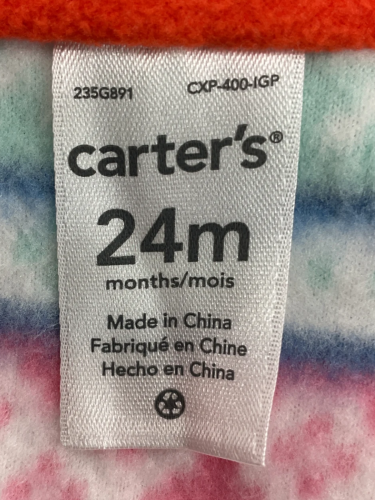 235G891 CXP-400-IGP
carter's®
24m
months/mois
Made in China
Fabriqué en Chine
Hecho en China